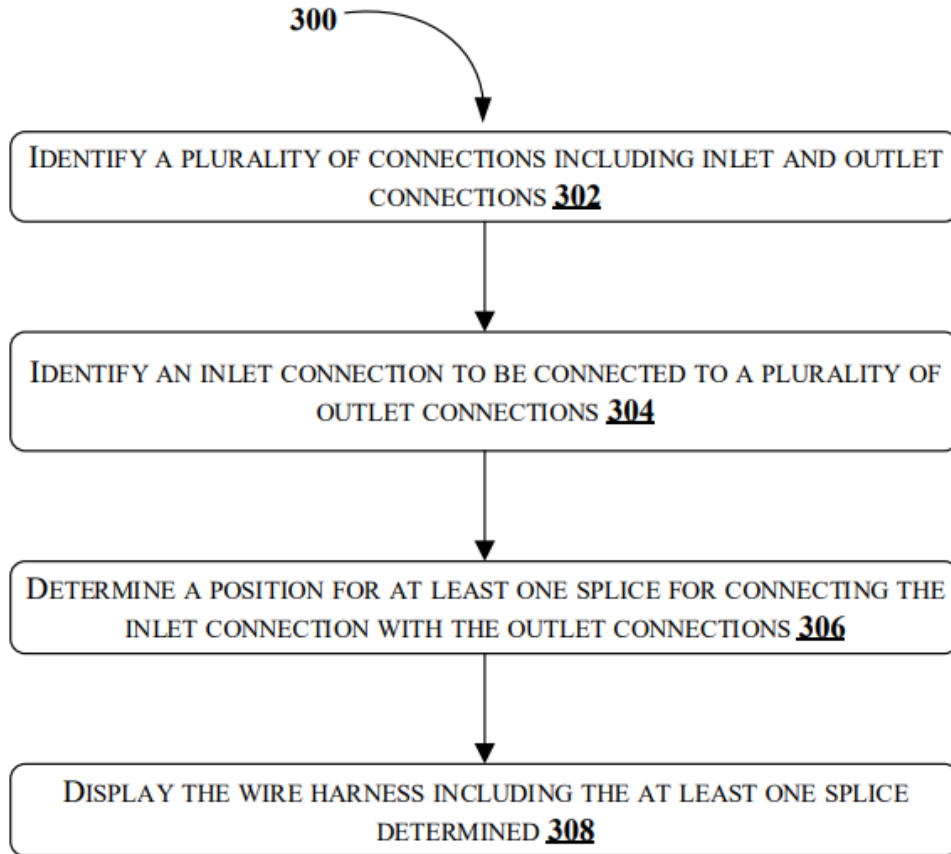 300
IDENTIFY A PLURALITY OF CONNECTIONS INCLUDING INLET AND OUTLET
CONNECTIONS 302
IDENTIFY AN INLET CONNECTION TO BE CONNECTED TO A PLURALITY OF
OUTLET CONNECTIONS 304
DETERMINE A POSITION FOR AT LEAST ONE SPLICE FOR CONNECTING THE
INLET CONNECTION WITH THE OUTLET CONNECTIONS 306
DISPLAY THE WIRE HARNESS INCLUDING THE AT LEAST ONE SPLICE
DETERMINED 308